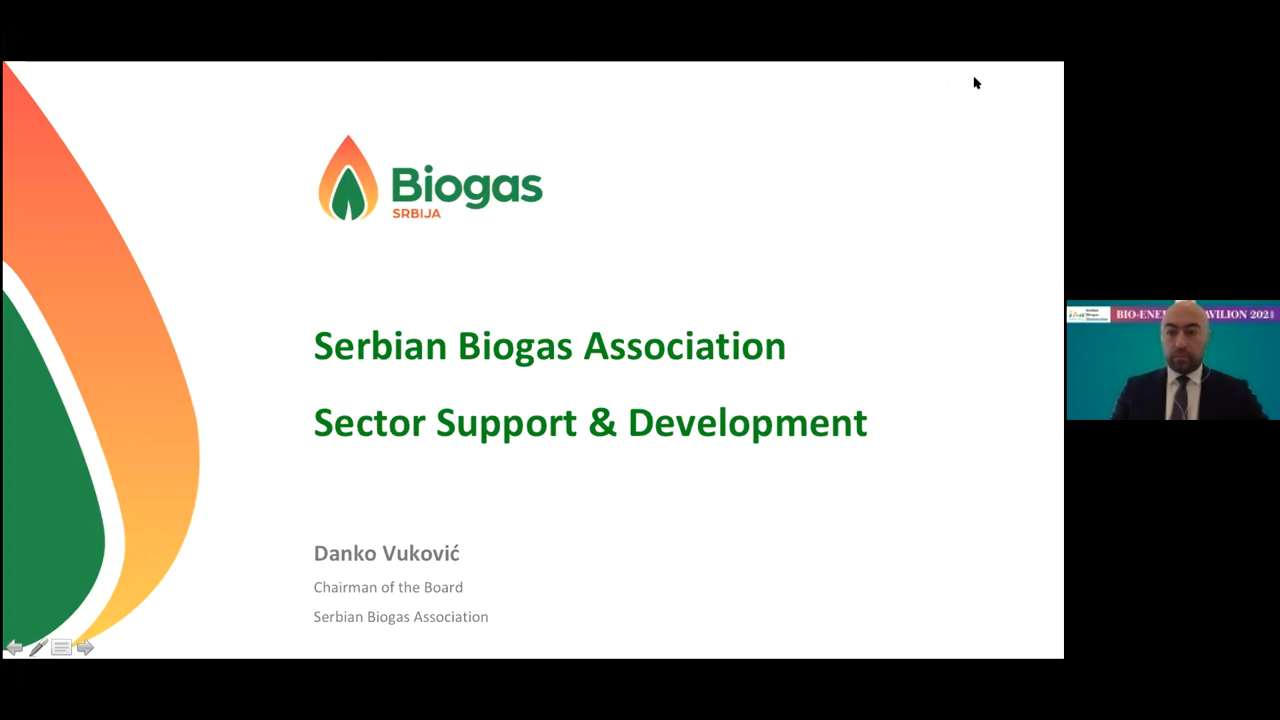 Biogas
SRBIJA
Serbian Biogas Association
Sector Support & Development
Danko Vuković
Chairman of the Board
Serbian Biogas Association